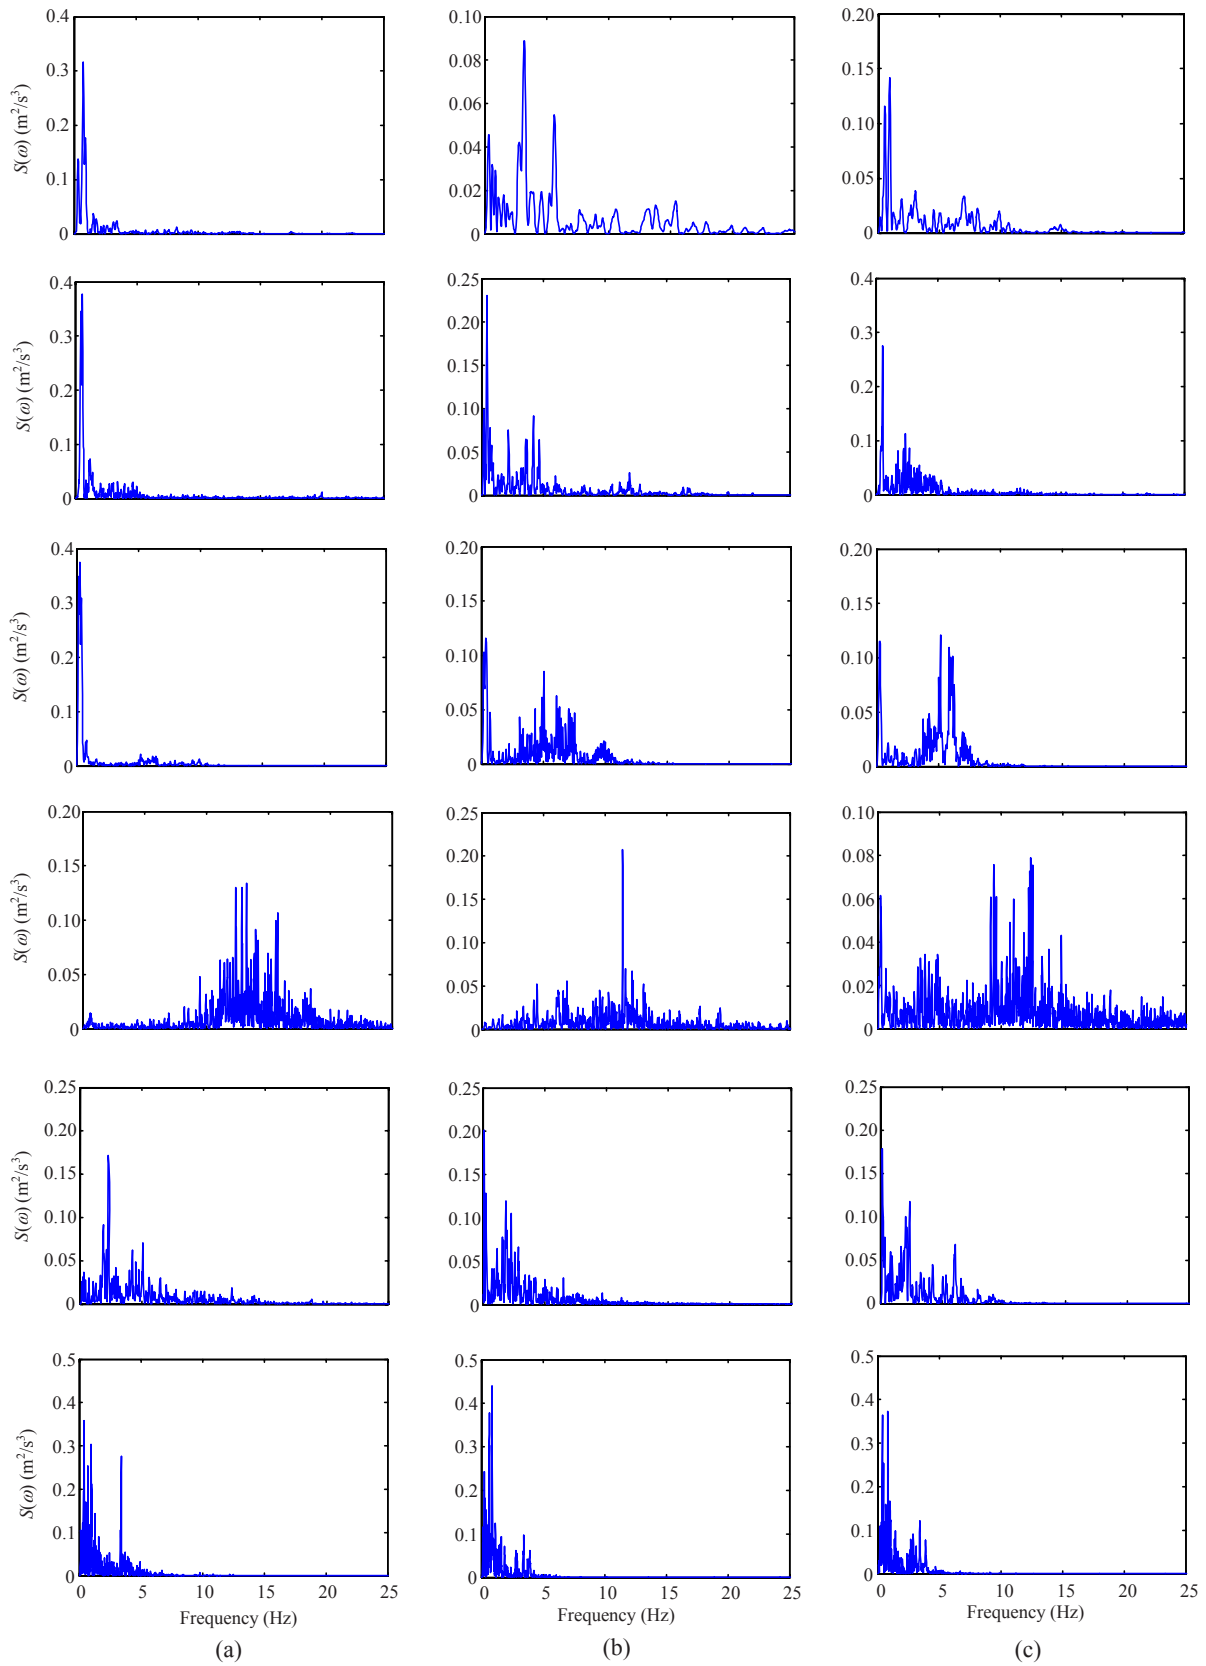 0.4 0.10 0.20
0.3 0.08 0.15
0.2 0.06 0.10
0.1 0.04 0.05
0 0.02 0
0
S(ω) (m²/s³)
0.4 0.25 0.4
0.3 0.20 0.3
0.2 0.15 0.2
0.1 0.10 0.1
0 0.05 0
0
S(ω) (m²/s³)
0.4 0.20 0.20
0.3 0.15 0.15
0.2 0.10 0.10
0.1 0.05 0.05
0 0 0
S(ω) (m²/s³)
0.20 0.25 0.10
0.15 0.20 0.08
0.10 0.15 0.06
0.05 0.10 0.04
0 0.05 0.02
0 0
S(ω) (m²/s³)
0.25 0.25 0.25
0.20 0.20 0.20
0.15 0.15 0.15
0.10 0.10 0.10
0.05 0.05 0.05
0 0 0
S(ω) (m²/s³)
0.5 0.5 0.5
0.4 0.4 0.4
0.3 0.3 0.3
0.2 0.2 0.2
0.1 0.1 0.1
0 0 0
S(ω) (m²/s³)
0 5 10 15 20 25 0 5 10 15 20 25 0 5 10 15 20 25
Frequency (Hz) Frequency (Hz) Frequency (Hz)
(a) (b) (c)